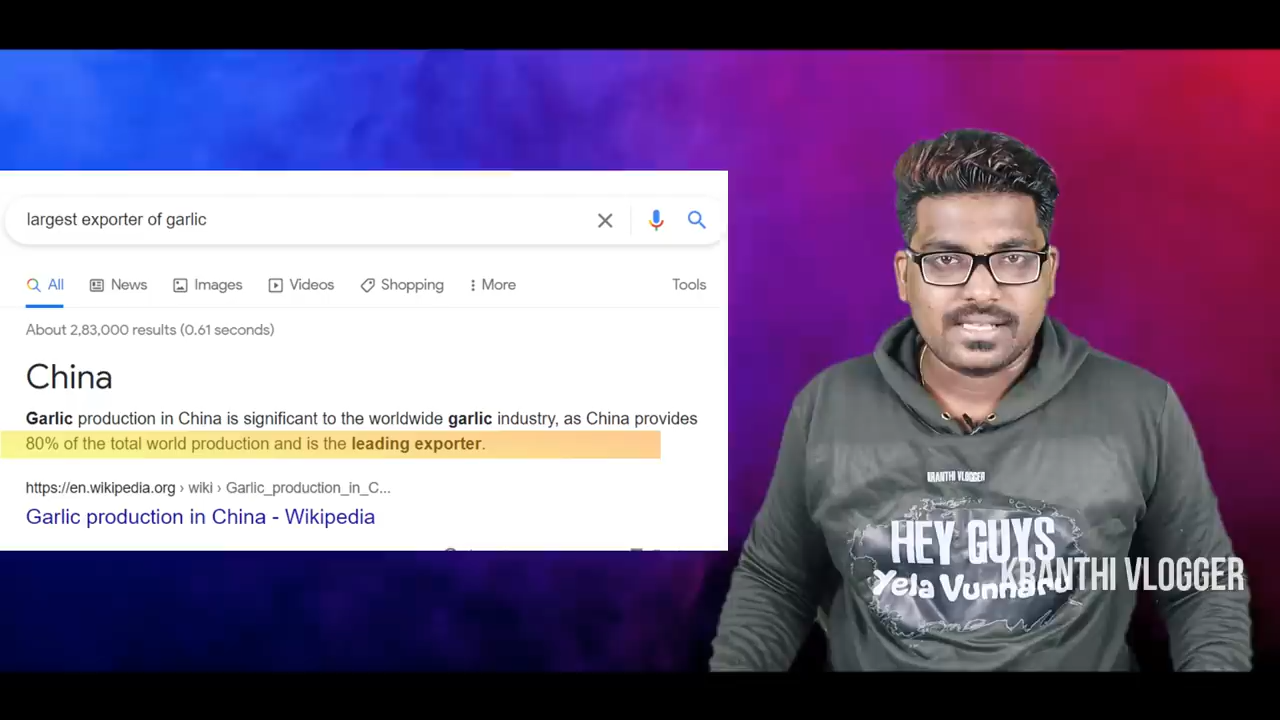 largest exporter of garlic
All
News
Images
Videos
Shopping
More
Tools
About 2,83,000 results (0.61 seconds)
China
Garlic production in China is significant to the worldwide garlic industry, as China provides
80% of the total world production and is the leading exporter.
https://en.wikipedia.org › wiki › Garlic_production_in_C...
Garlic production in China - Wikipedia
KRANTHI VLOGGER
HEY GUYS
Yela Vunnaru
KRANTHI VLOGGER